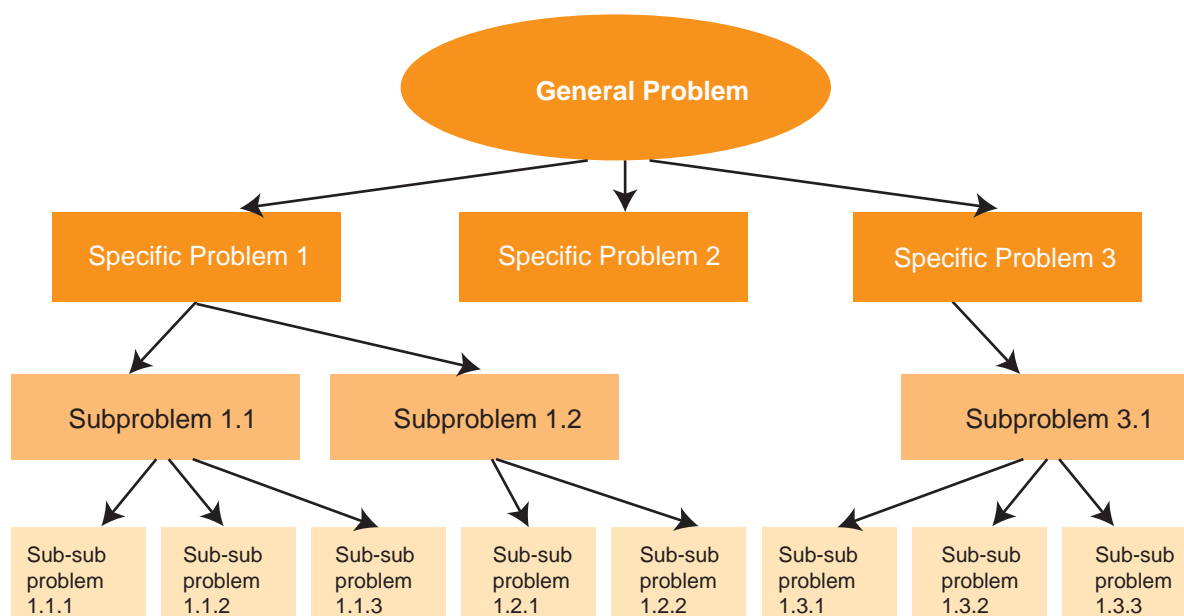 General Problem
Specific Problem 1
Specific Problem 2
Specific Problem 3
Subproblem 1.1
Subproblem 1.2
Subproblem 3.1
Sub-sub
problem
1.1.1
Sub-sub
problem
1.1.2
Sub-sub
problem
1.1.3
Sub-sub
problem
1.2.1
Sub-sub
problem
1.2.2
Sub-sub
problem
1.3.1
Sub-sub
problem
1.3.2
Sub-sub
problem
1.3.3